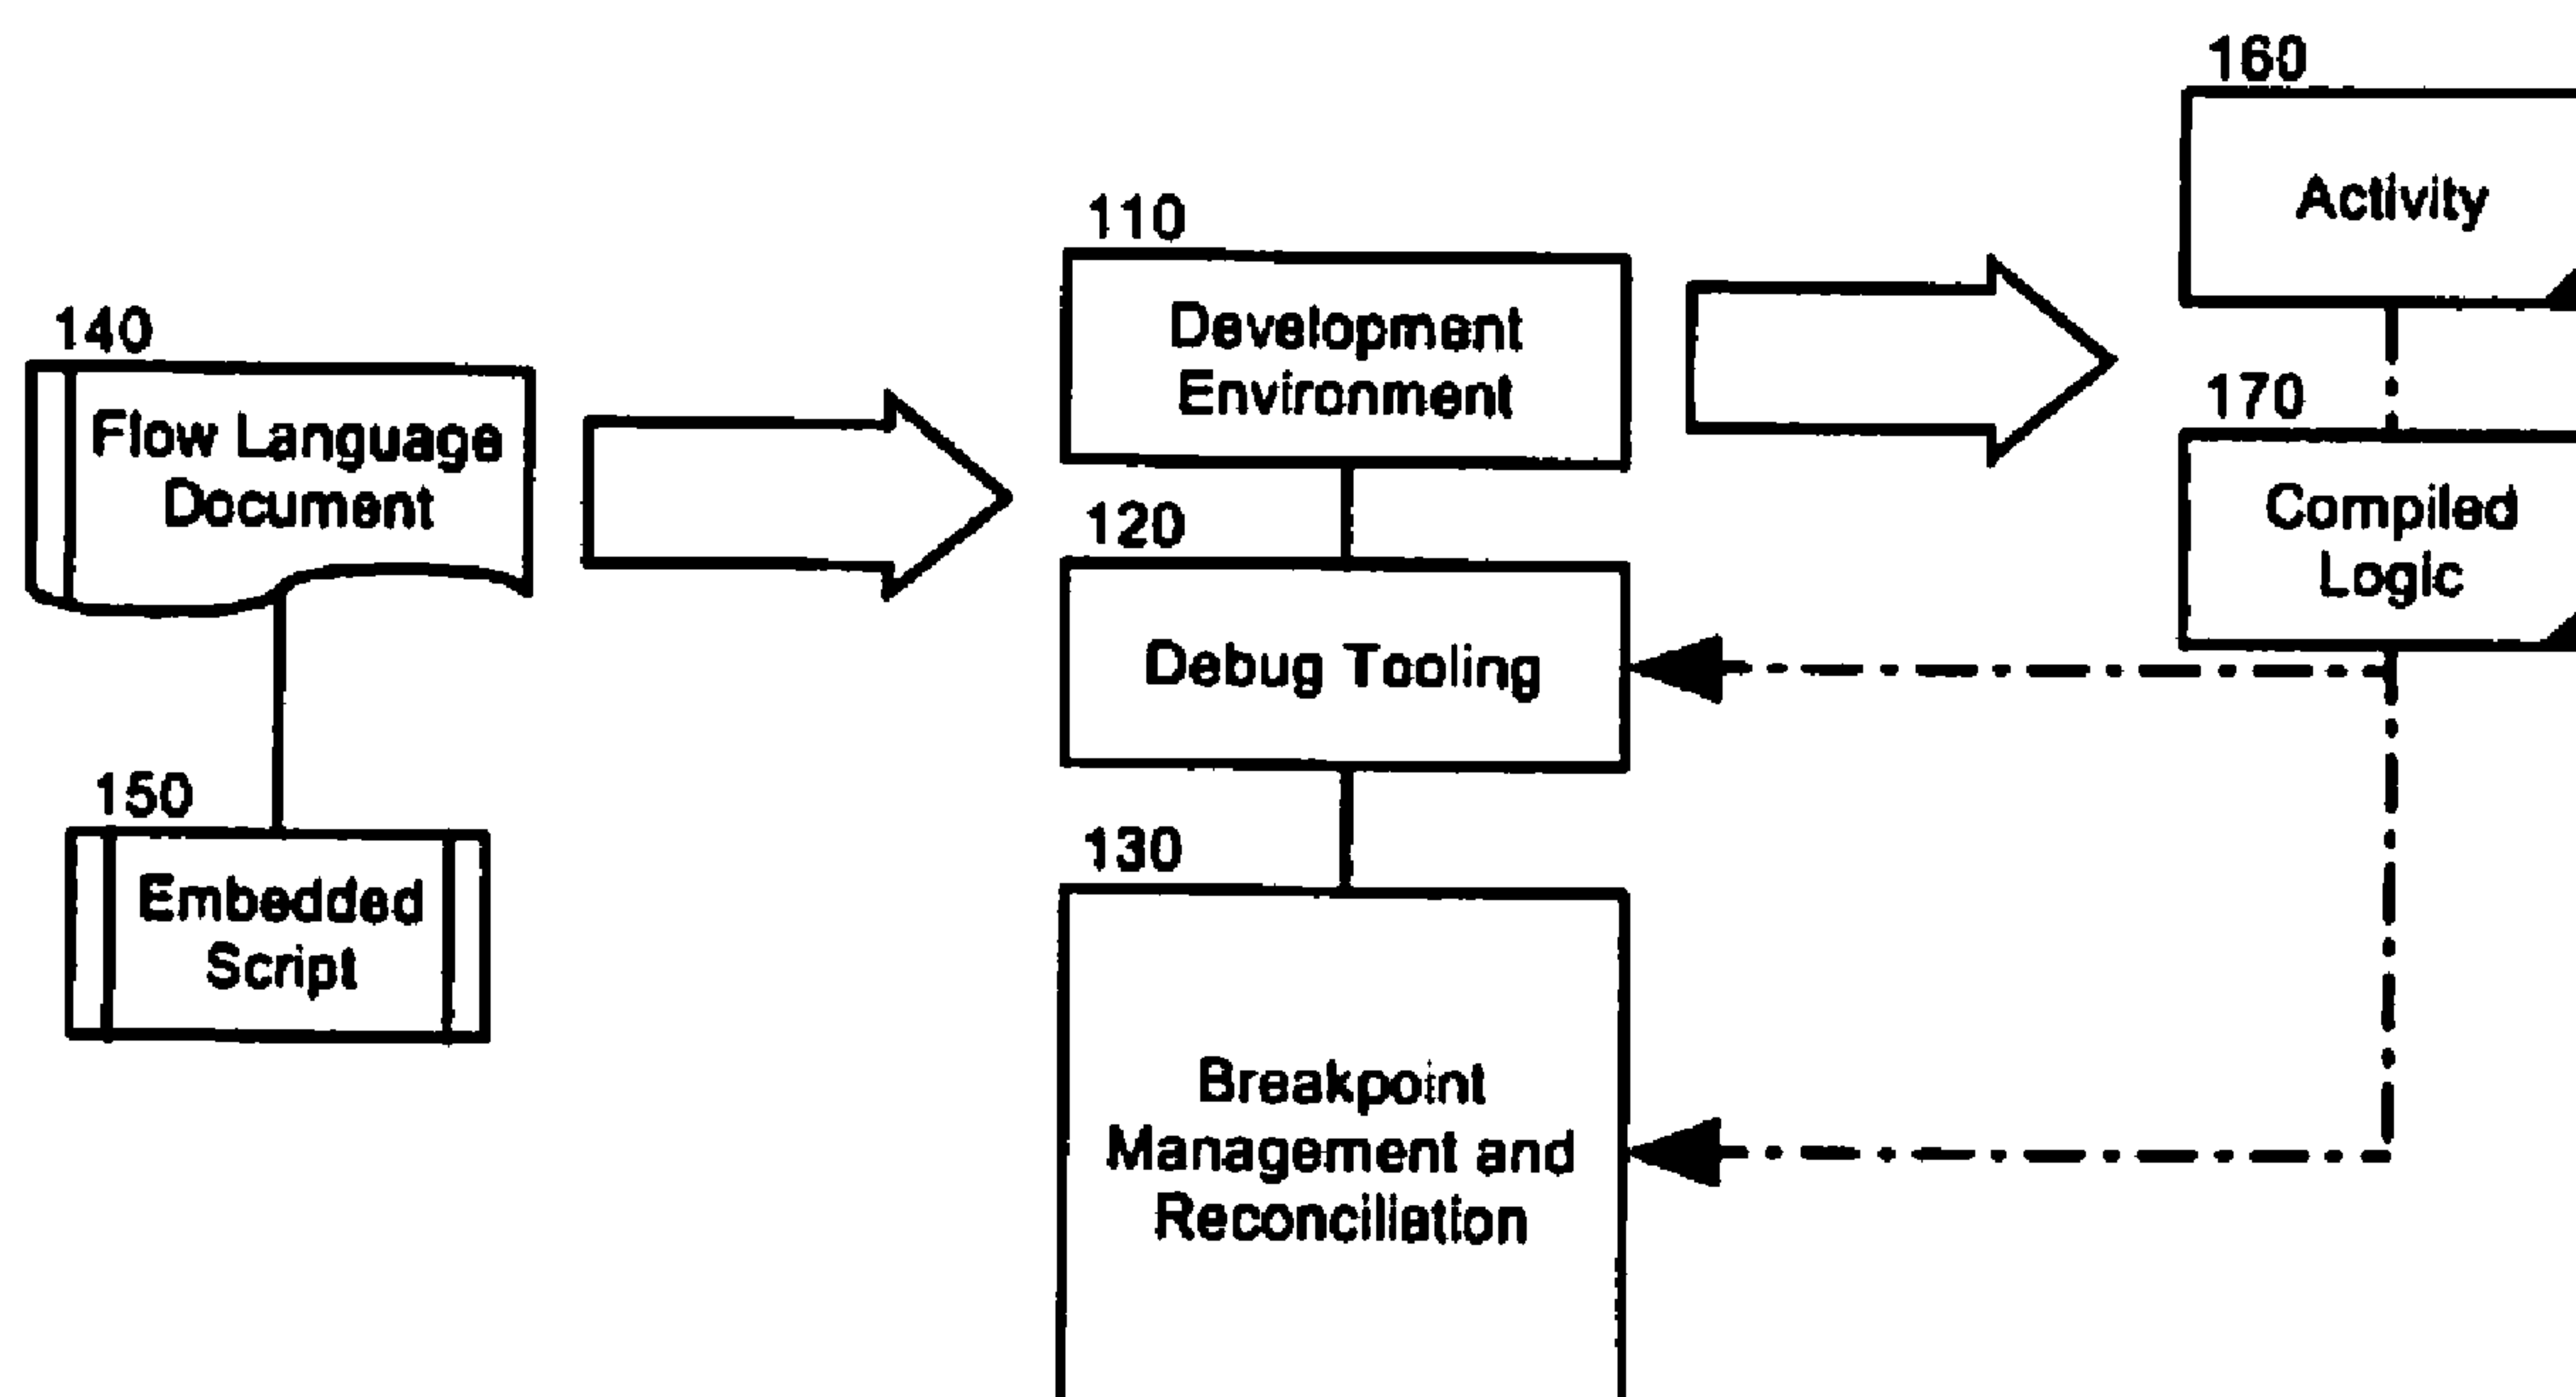 140
Flow Language
Document
150
Embedded
Script
110
Development
Environment
120
Debug Tooling
130
Breakpoint
Management and
Reconciliation
160
Activity
170
Compiled
Logic